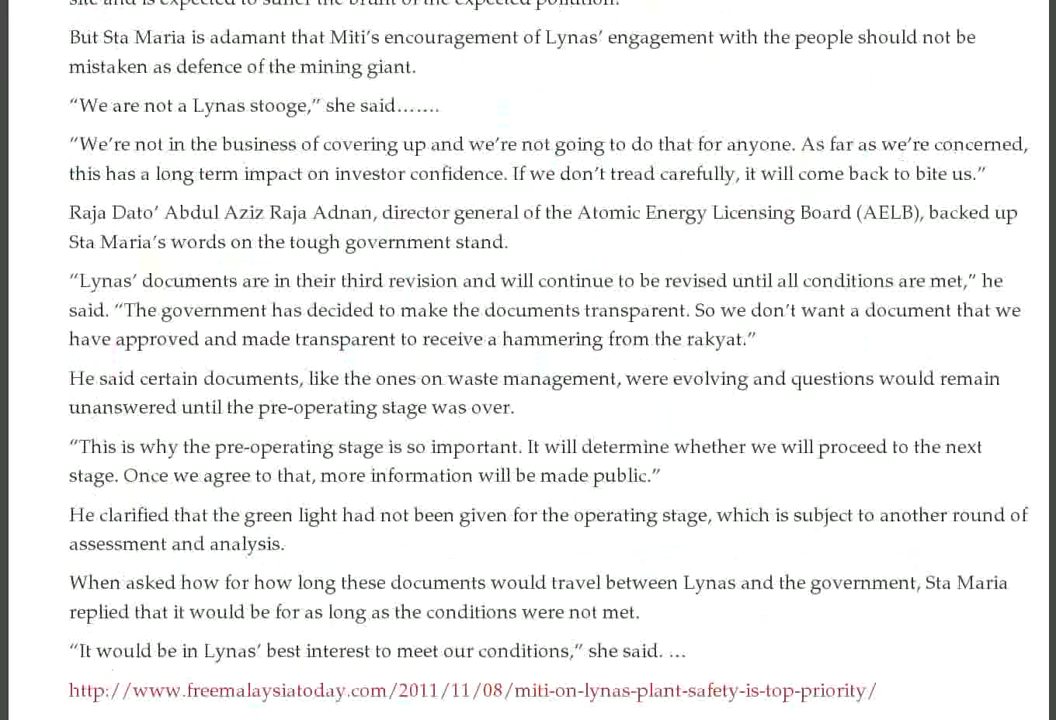 site and is expected to suffer the brunt of the expected pollution.
But Sta Maria is adamant that Miti’s encouragement of Lynas’ engagement with the people should not be
mistaken as defence of the mining giant.
“We are not a Lynas stooge,” she said…….
“We’re not in the business of covering up and we’re not going to do that for anyone. As far as we’re concerned,
this has a long term impact on investor confidence. If we don’t tread carefully, it will come back to bite us.”
Raja Dato’ Abdul Aziz Raja Adnan, director general of the Atomic Energy Licensing Board (AELB), backed up
Sta Maria’s words on the tough government stand.
“Lynas’ documents are in their third revision and will continue to be revised until all conditions are met,” he
said. “The government has decided to make the documents transparent. So we don’t want a document that we
have approved and made transparent to receive a hammering from the rakyat.”
He said certain documents, like the ones on waste management, were evolving and questions would remain
unanswered until the pre-operating stage was over.
“This is why the pre-operating stage is so important. It will determine whether we will proceed to the next
stage. Once we agree to that, more information will be made public.”
He clarified that the green light had not been given for the operating stage, which is subject to another round of
assessment and analysis.
When asked how for how long these documents would travel between Lynas and the government, Sta Maria
replied that it would be for as long as the conditions were not met.
“It would be in Lynas’ best interest to meet our conditions,” she said. …
http://www.freemalaysiatoday.com/2011/11/08/miti-on-lynas-plant-safety-is-top-priority/